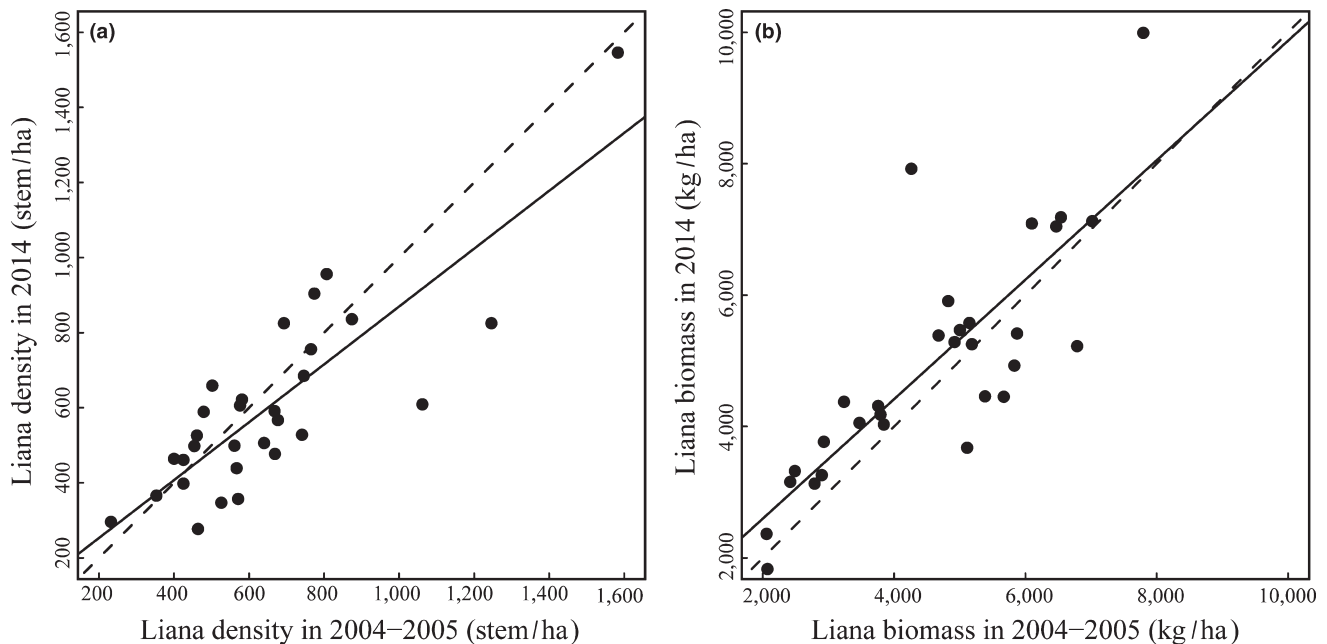 (a)
1,600
1,400
1,200
1,000
800
600
400
200
Liana density in 2014 (stem/ha)
200 400 600 800 1,000 1,200 1,400 1,600
Liana density in 2004–2005 (stem/ha)
(b)
10,000
8,000
6,000
4,000
2,000
Liana biomass in 2014 (kg/ha)
2,000 4,000 6,000 8,000 10,000
Liana biomass in 2004–2005 (kg/ha)